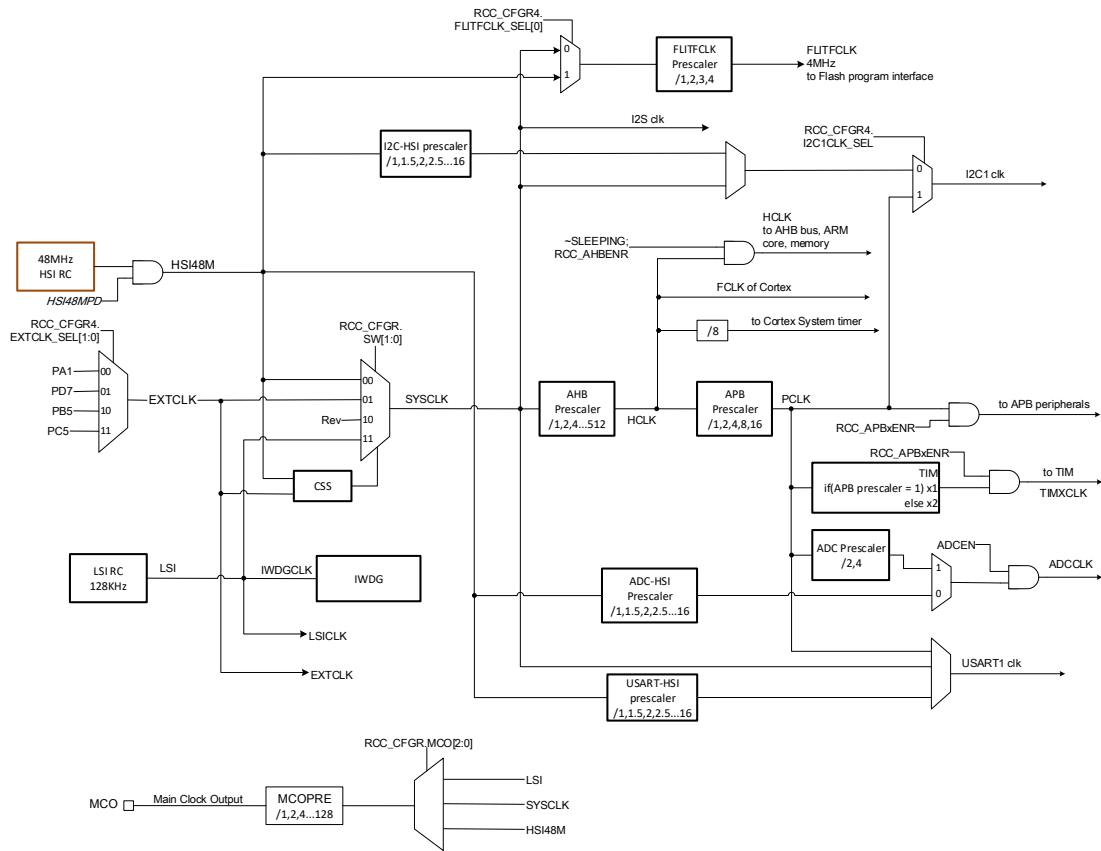 RCC_CFGR4.
FLITFCLK_SEL[0]
0
1
FLITFCLK
Prescaler
/1,2,3,4
FLITFCLK
4MHz
to Flash program interface
I2S clk
I2C-HSI prescaler
/1,1.5,2,2.5...16
RCC_CFGR4.
I2C1CLK_SEL
0
1
I2C1 clk
48MHz
HSI RC
HSI48M
HSI48MPD
~SLEEPING;
RCC_AHBENR
HCLK
to AHB bus, ARM
core, memory
FCLK of Cortex
/8
to Cortex System timer
RCC_CFGR4.
EXTCLK_SEL[1:0]
PA1
00
PD7
01
PB5
10
PC5
11
EXTCLK
RCC_CFGR.
SW[1:0]
00
01
Rev
10
11
SYSCLK
CSS
AHB
Prescaler
/1,2,4...512
HCLK
APB
Prescaler
/1,2,4,8,16
PCLK
to APB peripherals
RCC_APBxENR
RCC_APBxENR
TIM
if(APB prescaler = 1) x1
else x2
to TIM
TIMXCLK
LSI RC
128KHz
LSI
IWDGCLK
IWDG
LSICLK
EXTCLK
ADC Prescaler
/2,4
ADCEN
1
0
ADCCLK
ADC-HSI
Prescaler
/1,1.5,2,2.5...16
USART-HSI
prescaler
/1,1.5,2,2.5...16
USART1 clk
RCC_CFGR.MCO[2:0]
MCO
Main Clock Output
MCOPRE
/1,2,4...128
LSI
SYSCLK
HSI48M